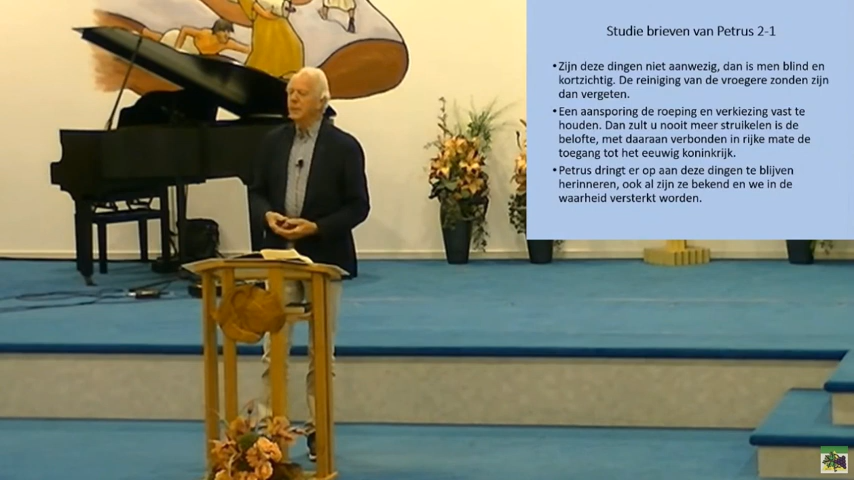 Studie brieven van Petrus 2-1
•Zijn deze dingen niet aanwezig, dan is men blind en
kortzichtig. De reiniging van de vroegere zonden zijn
dan vergeten.
•Een aansporing de roeping en verkiezing vast te
houden. Dan zult u nooit meer struikelen is de
belofte, met daaraan verbonden in rijke mate de
toegang tot het eeuwig koninkrijk.
•Petrus dringt er op aan deze dingen te blijven
herinneren, ook al zijn ze bekend en we in de
waarheid versterkt worden.